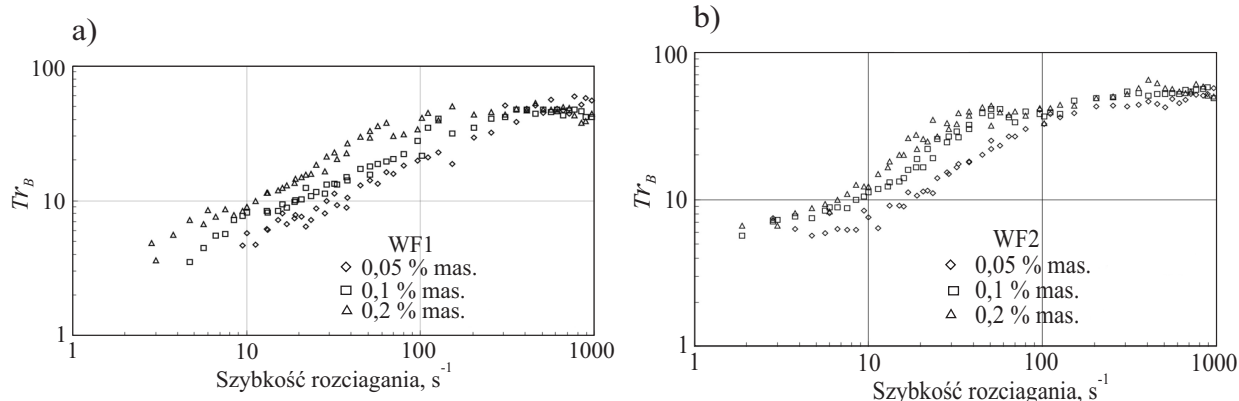 a)
100
10
1
Tr_B
WF1
0,05 % mas.
0,1 % mas.
0,2 % mas.
1 10 100 1000
Szybkość rozciagania, s⁻¹
b)
100
10
1
Tr_B
WF2
0,05 % mas.
0,1 % mas.
0,2 % mas.
1 10 100 1000
Szybkość rozciagania, s⁻¹